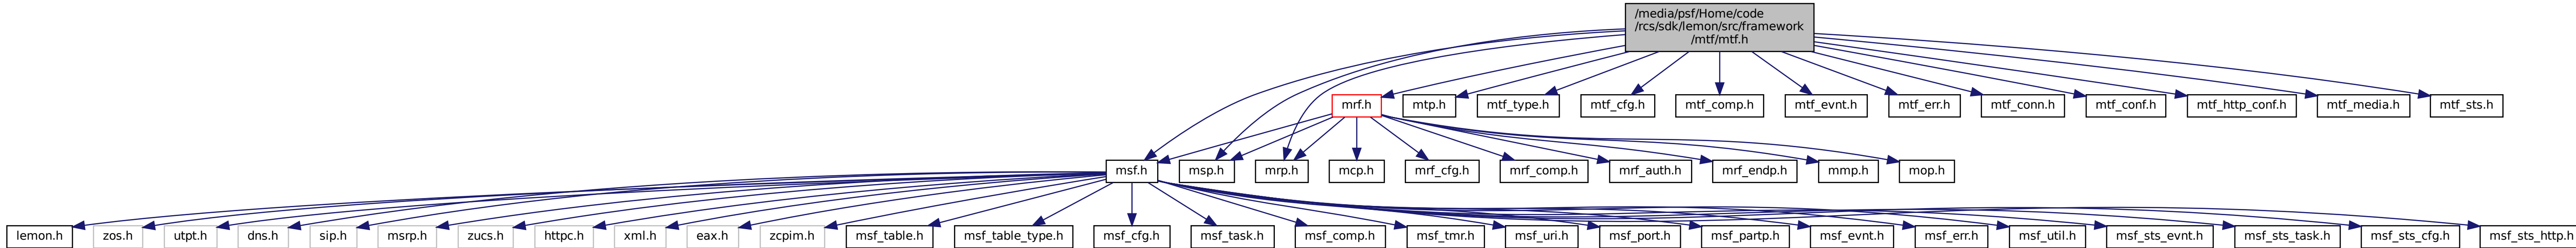 /media/psf/Home/code
/rcs/sdk/lemon/src/framework
/mtf/mtf.h
mrf.h
mtp.h
mtf_type.h
mtf_cfg.h
mtf_comp.h
mtf_evnt.h
mtf_err.h
mtf_conn.h
mtf_conf.h
mtf_http_conf.h
mtf_media.h
mtf_sts.h
msf.h
msp.h
mrp.h
mcp.h
mrf_cfg.h
mrf_comp.h
mrf_auth.h
mrf_endp.h
mmp.h
mop.h
lemon.h
zos.h
utpt.h
dns.h
sip.h
msrp.h
zucs.h
httpc.h
xml.h
eax.h
zcpim.h
msf_table.h
msf_table_type.h
msf_cfg.h
msf_task.h
msf_comp.h
msf_tmr.h
msf_uri.h
msf_port.h
msf_partp.h
msf_evnt.h
msf_err.h
msf_util.h
msf_sts_evnt.h
msf_sts_task.h
msf_sts_cfg.h
msf_sts_http.h